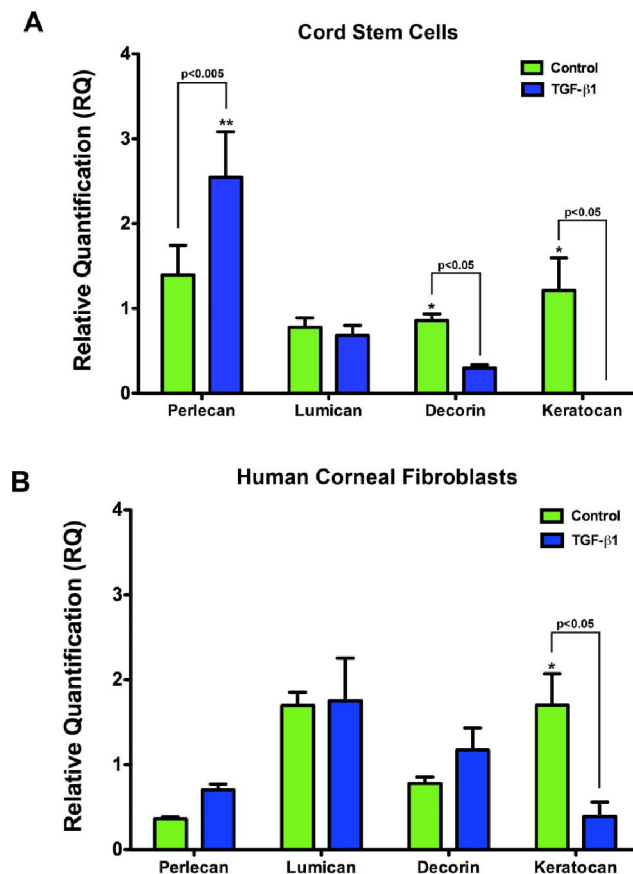 A
Cord Stem Cells
Relative Quantification (RQ)
4
3
2
1
0
Control
TGF-β1
p<0.005
**
p<0.05
*
p<0.05
*
Perlecan Lumican Decorin Keratocan
B
Human Corneal Fibroblasts
Relative Quantification (RQ)
4
3
2
1
0
Control
TGF-β1
p<0.05
*
Perlecan Lumican Decorin Keratocan